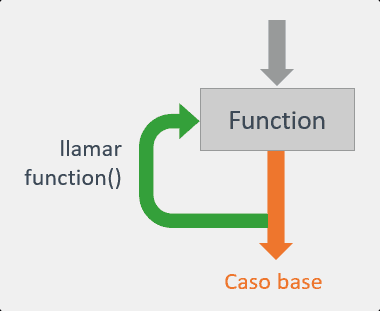 Function
llamar
function()
Caso base